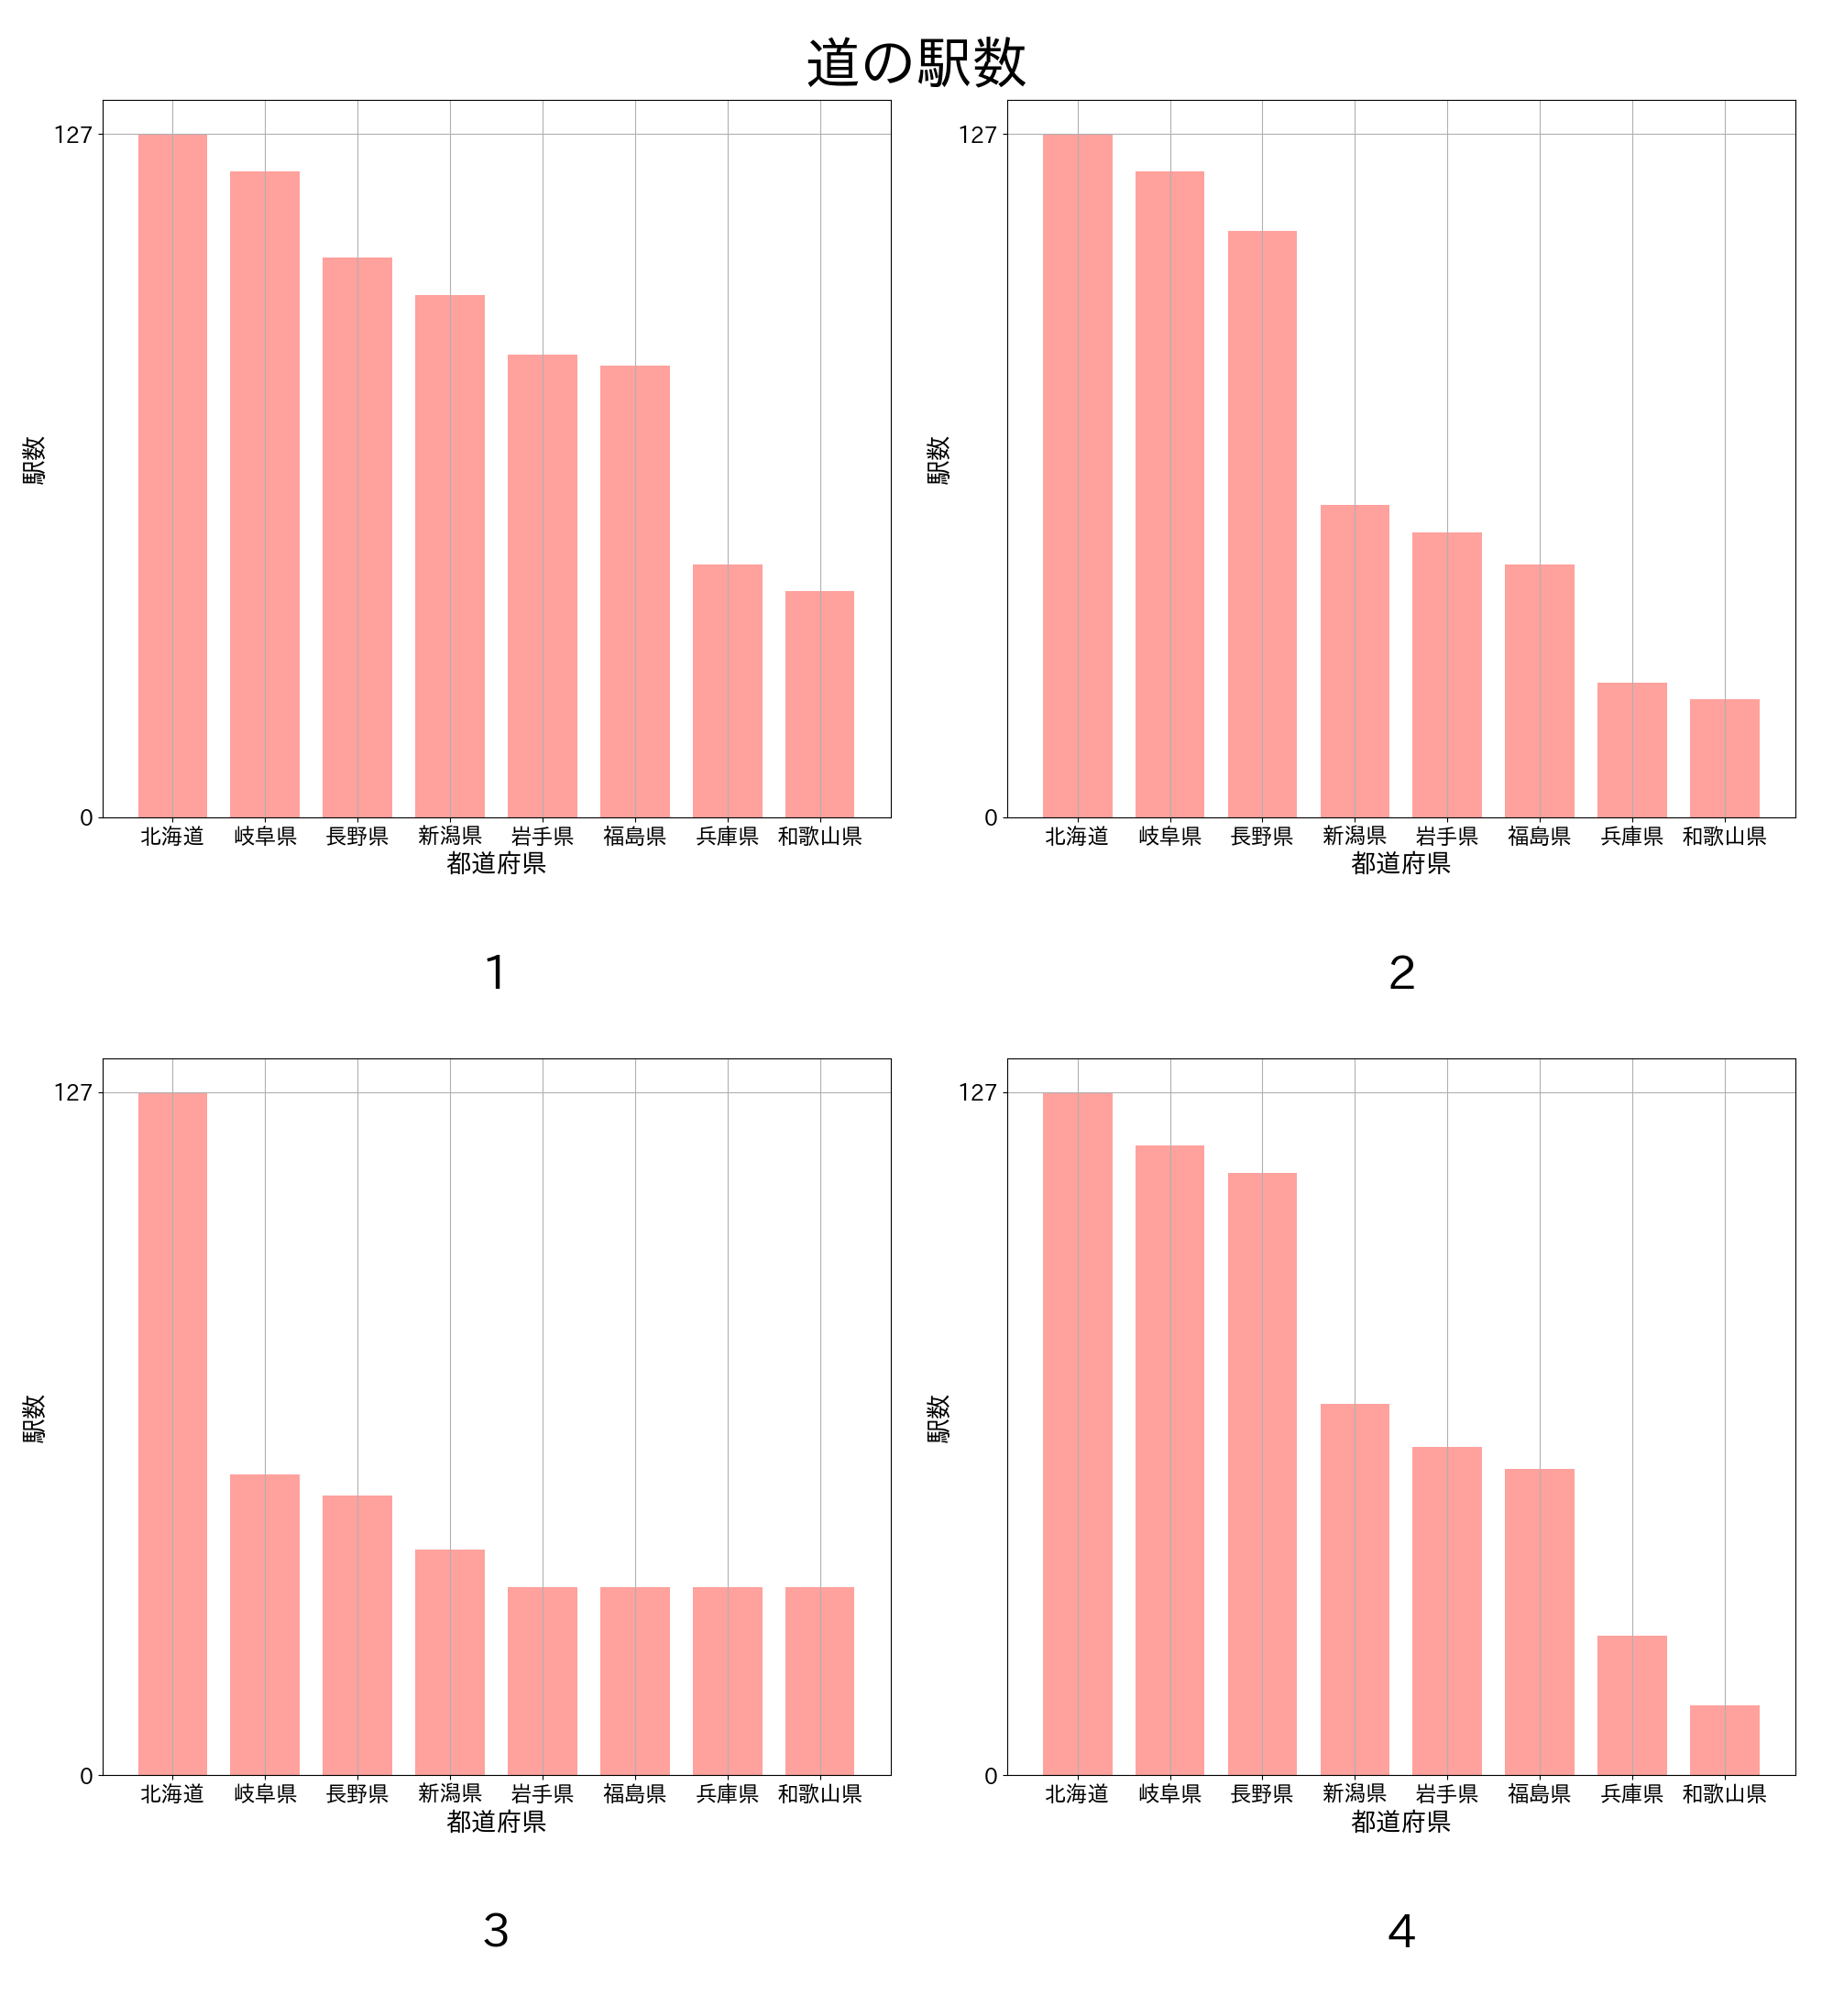 道の駅数
127
0
駅数
北海道 岐阜県 長野県 新潟県 岩手県 福島県 兵庫県 和歌山県
都道府県
1
127
0
駅数
北海道 岐阜県 長野県 新潟県 岩手県 福島県 兵庫県 和歌山県
都道府県
2
127
0
駅数
北海道 岐阜県 長野県 新潟県 岩手県 福島県 兵庫県 和歌山県
都道府県
3
127
0
駅数
北海道 岐阜県 長野県 新潟県 岩手県 福島県 兵庫県 和歌山県
都道府県
4